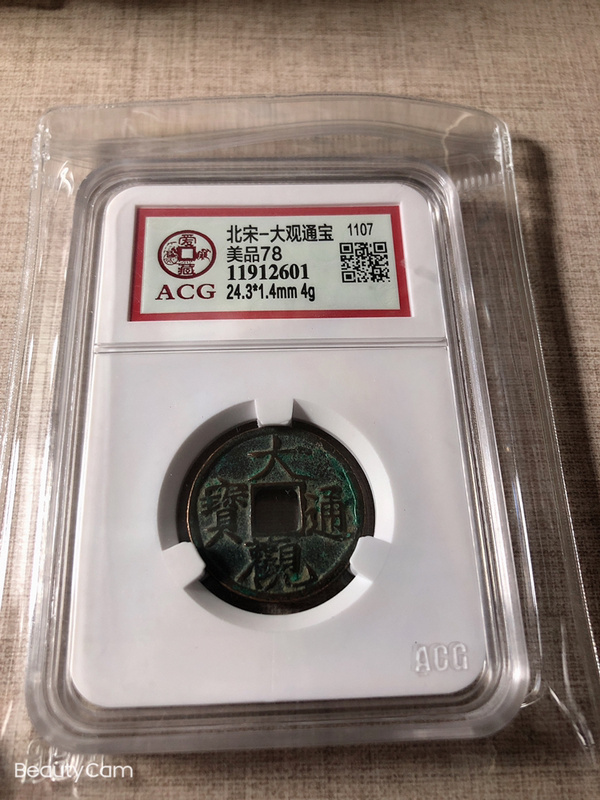 北宋-大观通宝 1107
美品78
11912601
24.3*1.4mm 4g
ACG
大觀通寶
ACG
BeautyCam